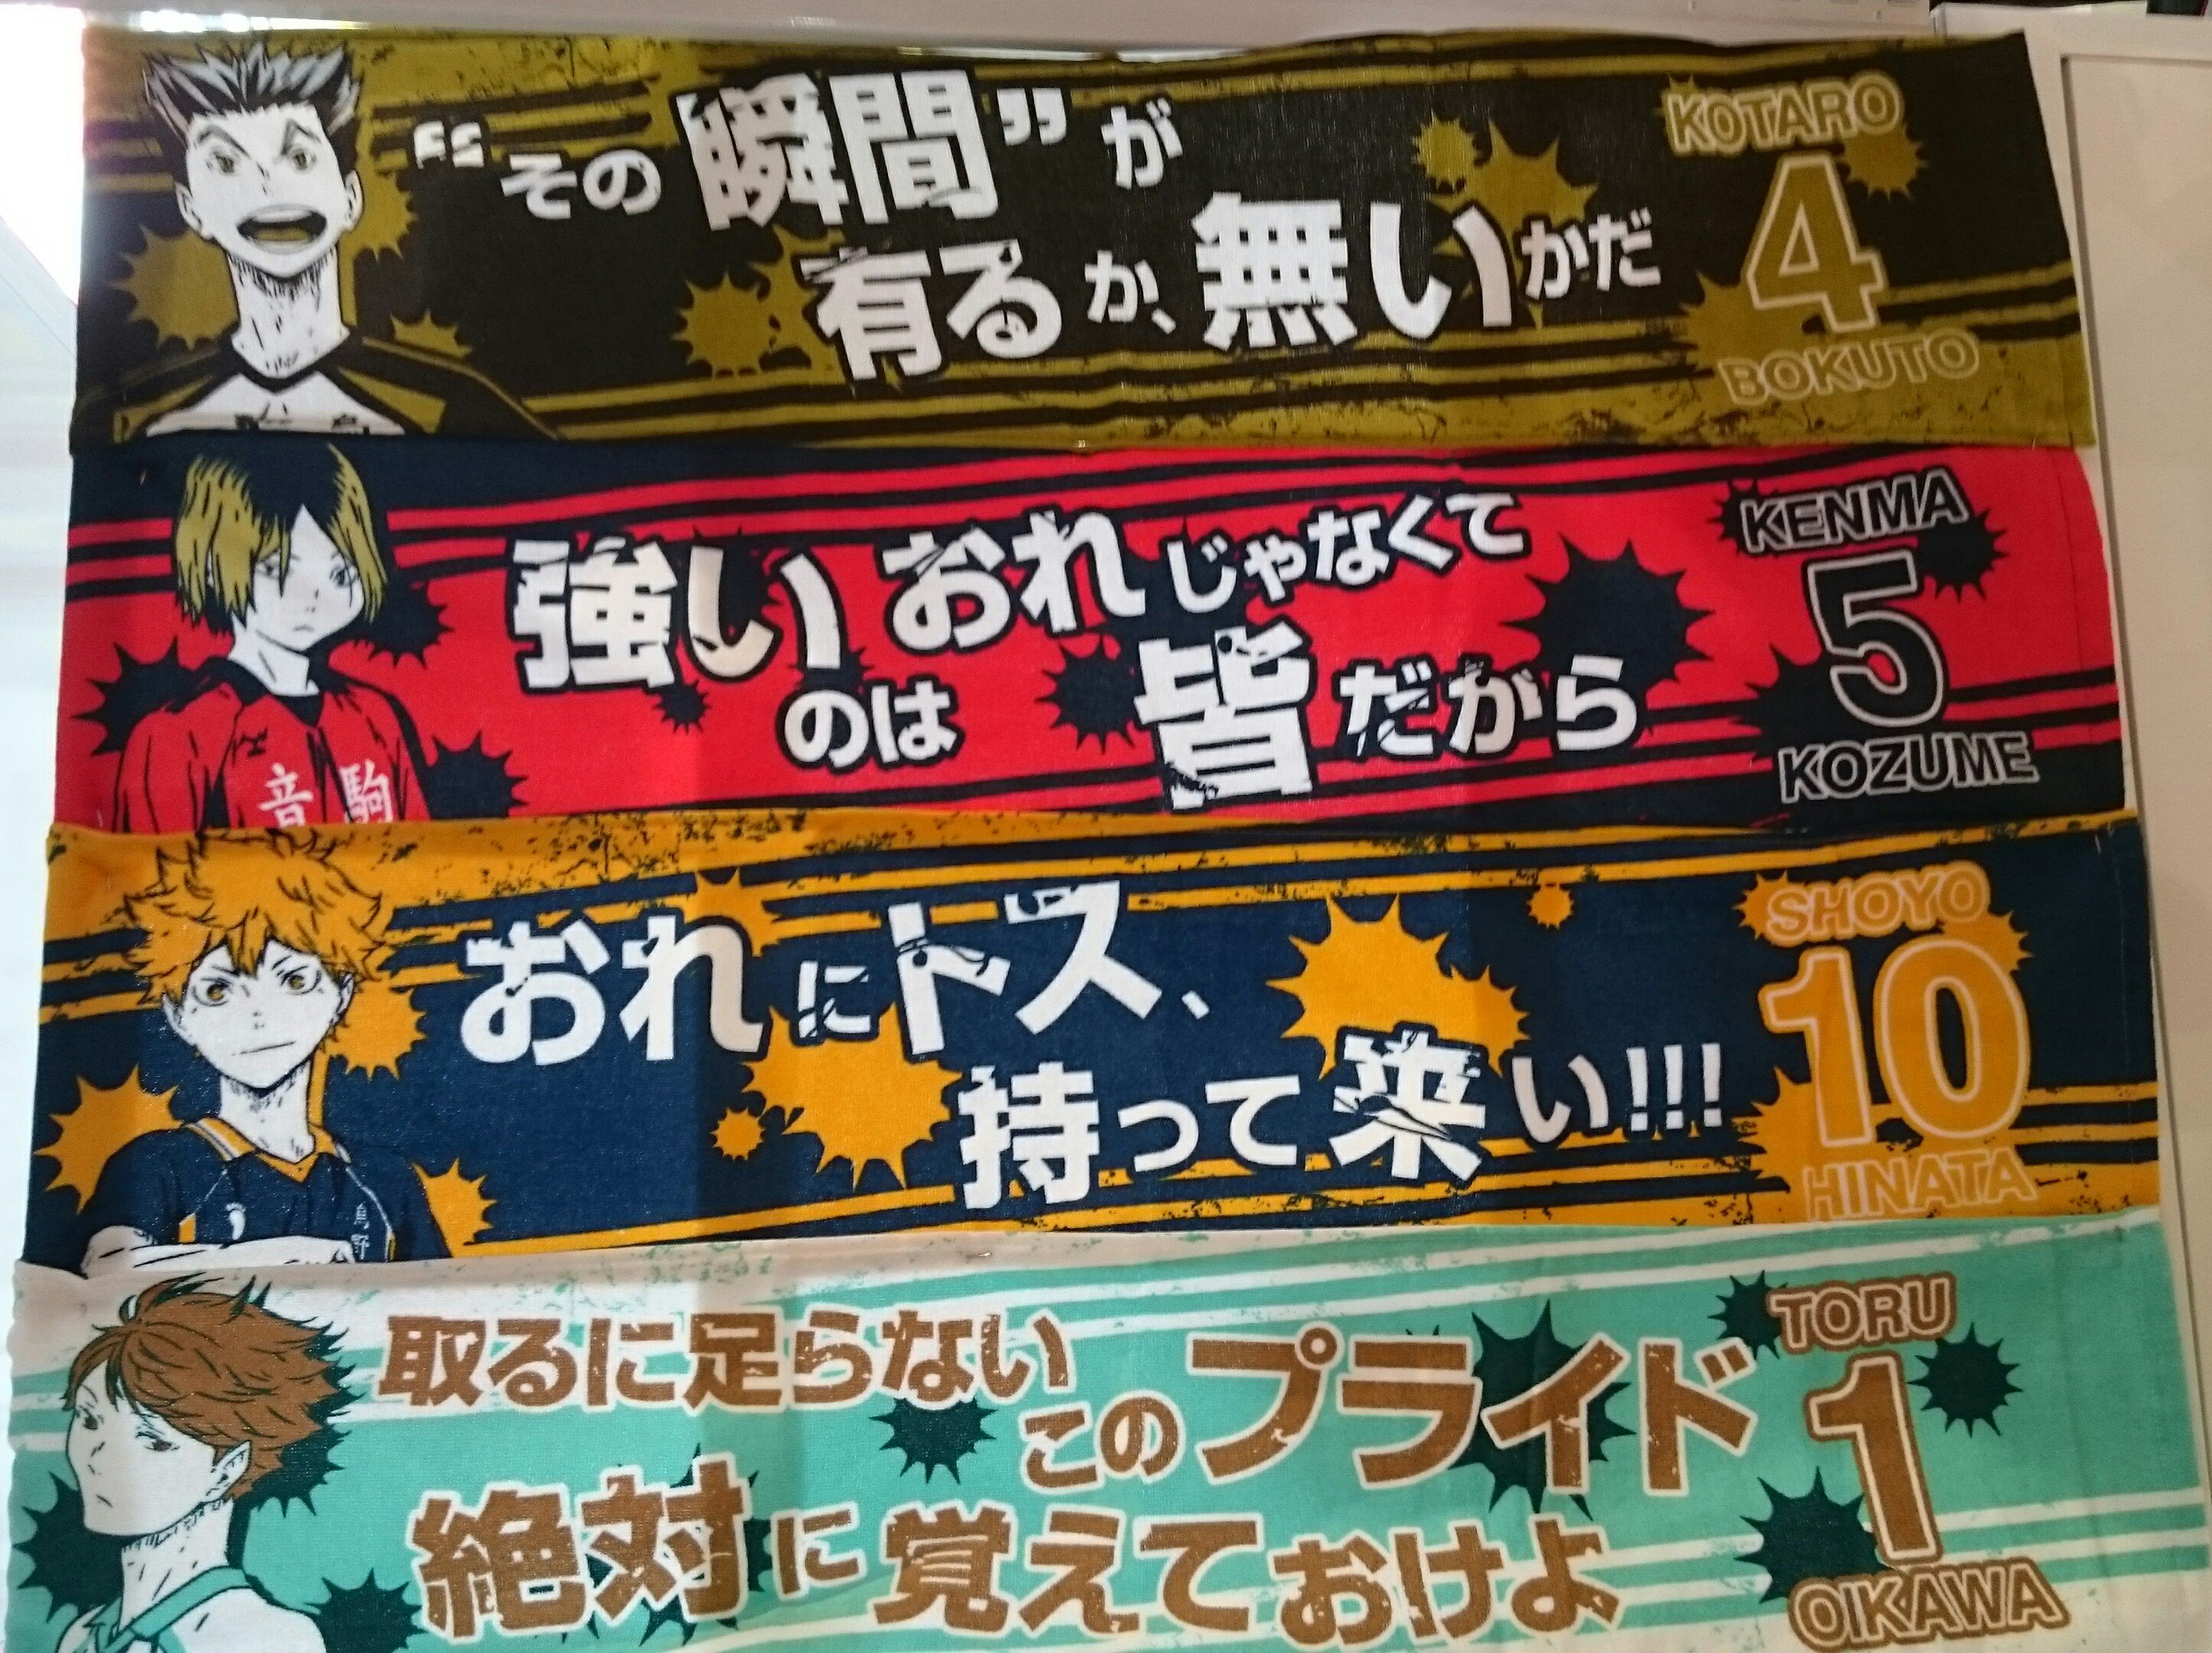 “その瞬間”が
有るか、無いかだ
KOTARO
4
BOKUTO
強いおれじゃなくて
のは皆だから
音駒
KENMA
5
KOZUME
おれにトス、
持って来い!!!
SHOYO
10
HINATA
取るに足らない
このプライド
絶対に覚えておけよ
TORU
1
OIKAWA